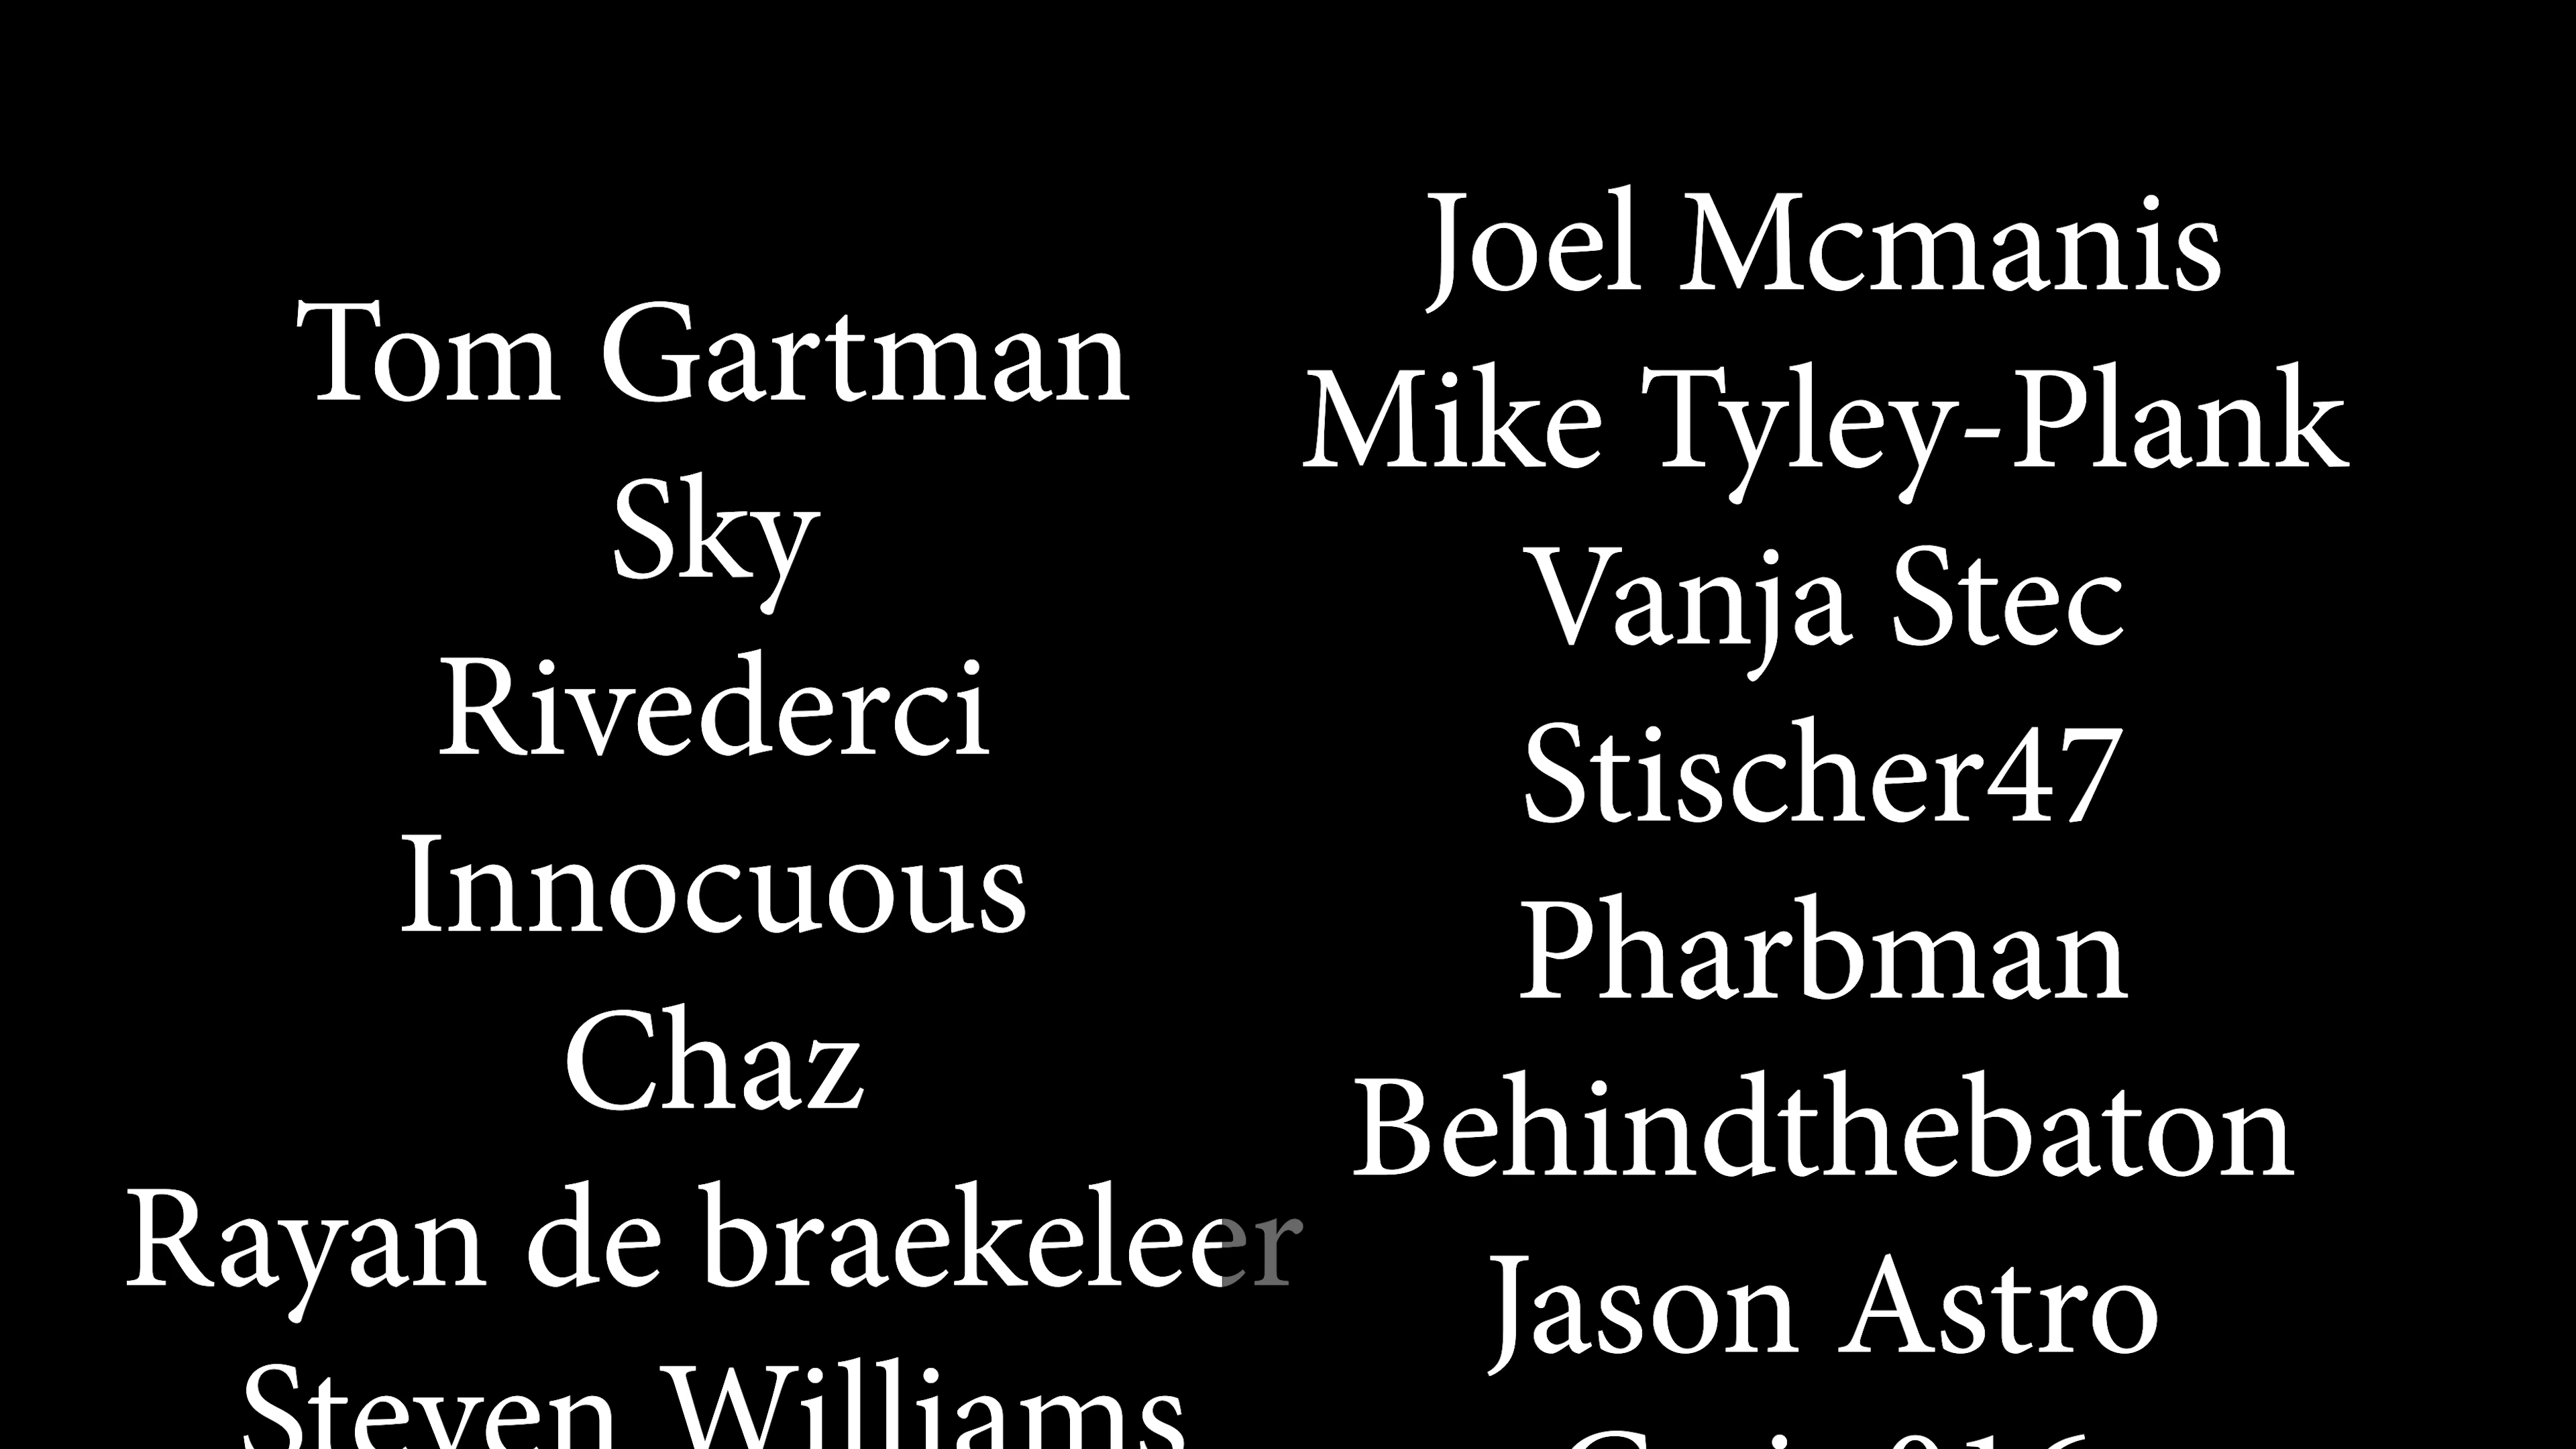 Tom Gartman
Sky
Rivederci
Innocuous
Chaz
Rayan de braekeleer
Steven Williams
Joel Mcmanis
Mike Tyley-Plank
Vanja Stec
Stischer47
Pharbman
Behindthebaton
Jason Astro